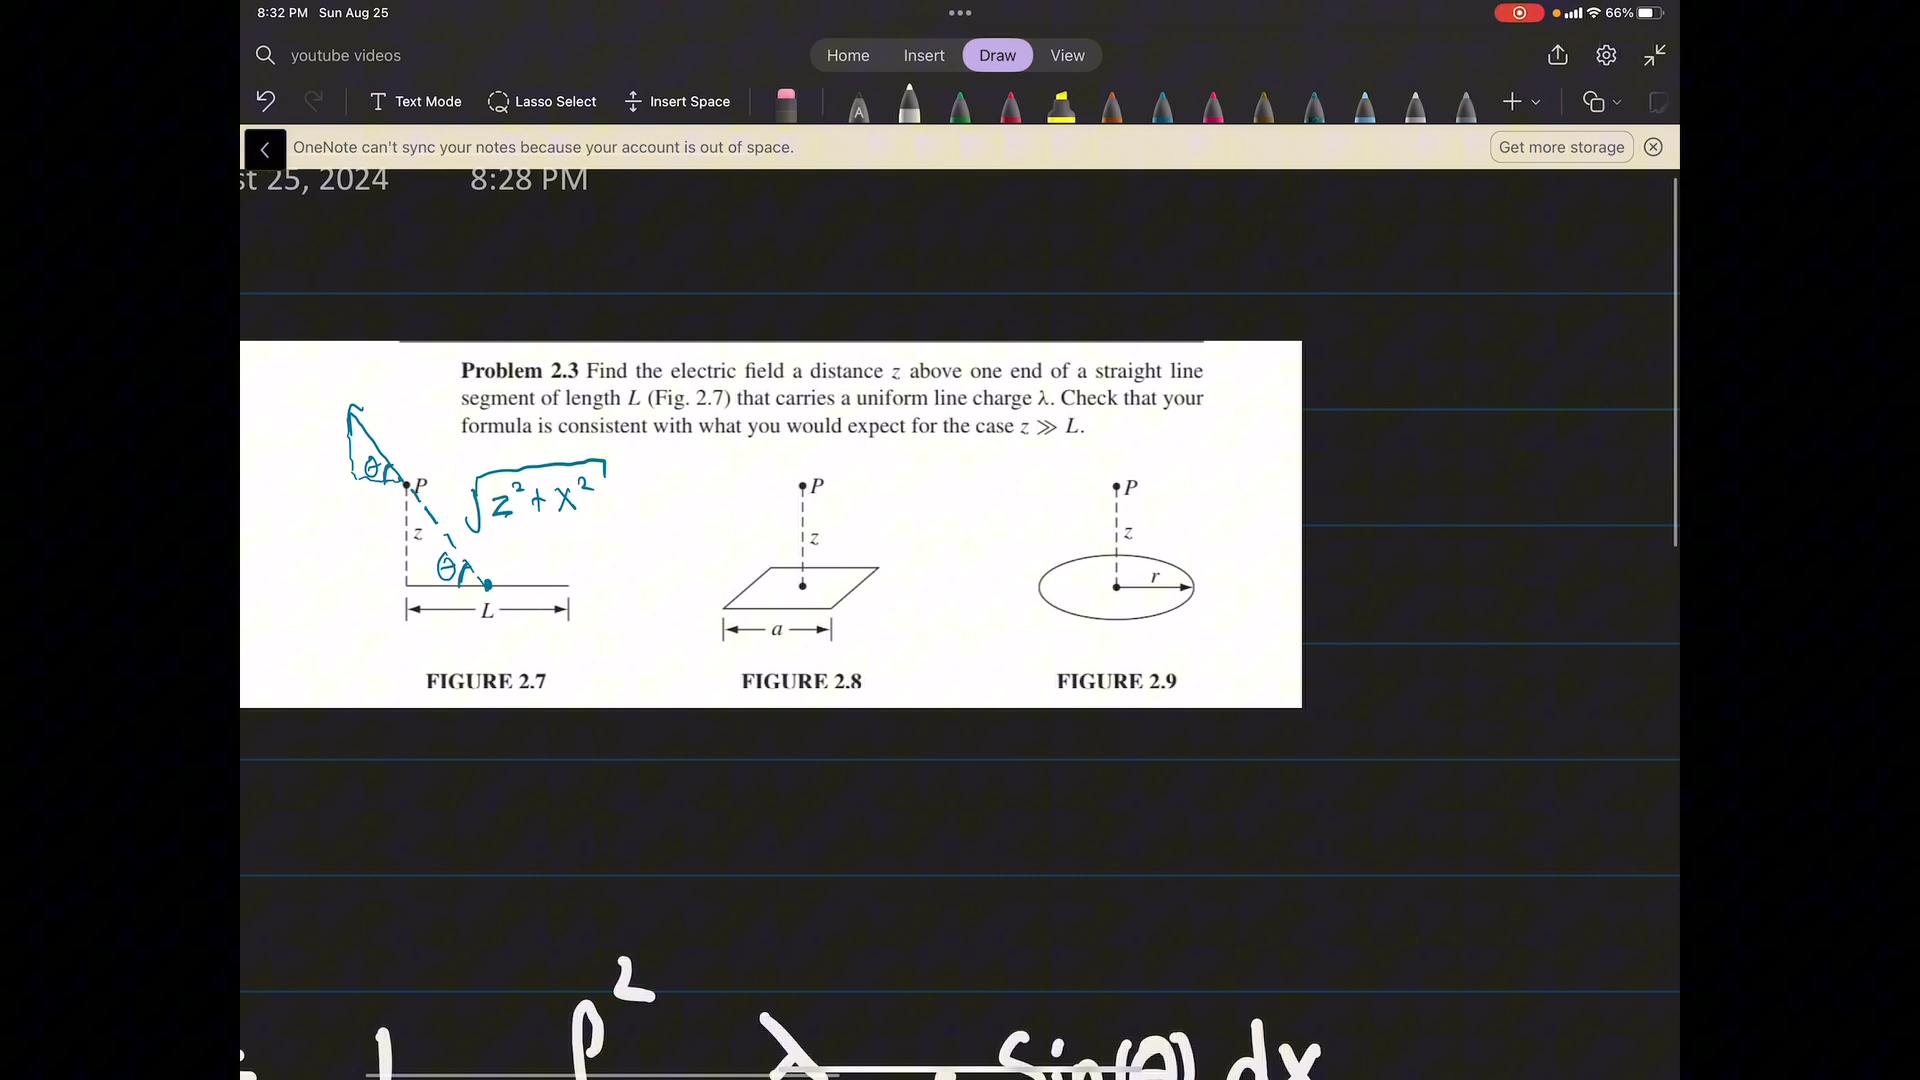 8:32 PM Sun Aug 25
66%
youtube videos
Home Insert Draw View
Text Mode Lasso Select Insert Space
A
OneNote can't sync your notes because your account is out of space. Get more storage
st 25, 2024 8:28 PM
Problem 2.3 Find the electric field a distance z above one end of a straight line
segment of length L (Fig. 2.7) that carries a uniform line charge λ. Check that your
formula is consistent with what you would expect for the case z ≫ L.
θ
P √(z² + x²)
z
θ
L
P
z
a
P
z
r
FIGURE 2.7 FIGURE 2.8 FIGURE 2.9
2
λ sin(θ) dx